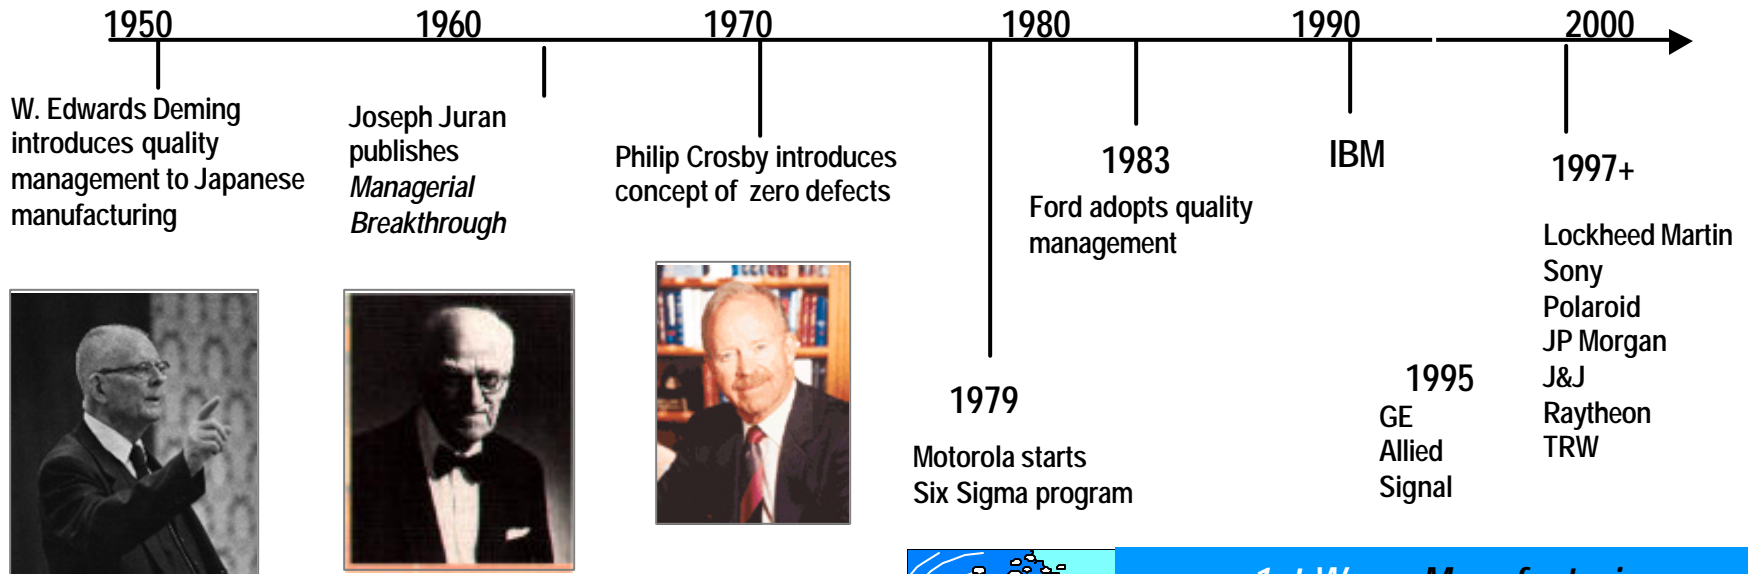 1950 1960 1970 1980 1990 2000
W. Edwards Deming
introduces quality
management to Japanese
manufacturing
Joseph Juran
publishes
Managerial
Breakthrough
Philip Crosby introduces
concept of zero defects
1979
Motorola starts
Six Sigma program
1983
Ford adopts quality
management
IBM
1995
GE
Allied
Signal
1997+
Lockheed Martin
Sony
Polaroid
JP Morgan
J&J
Raytheon
TRW